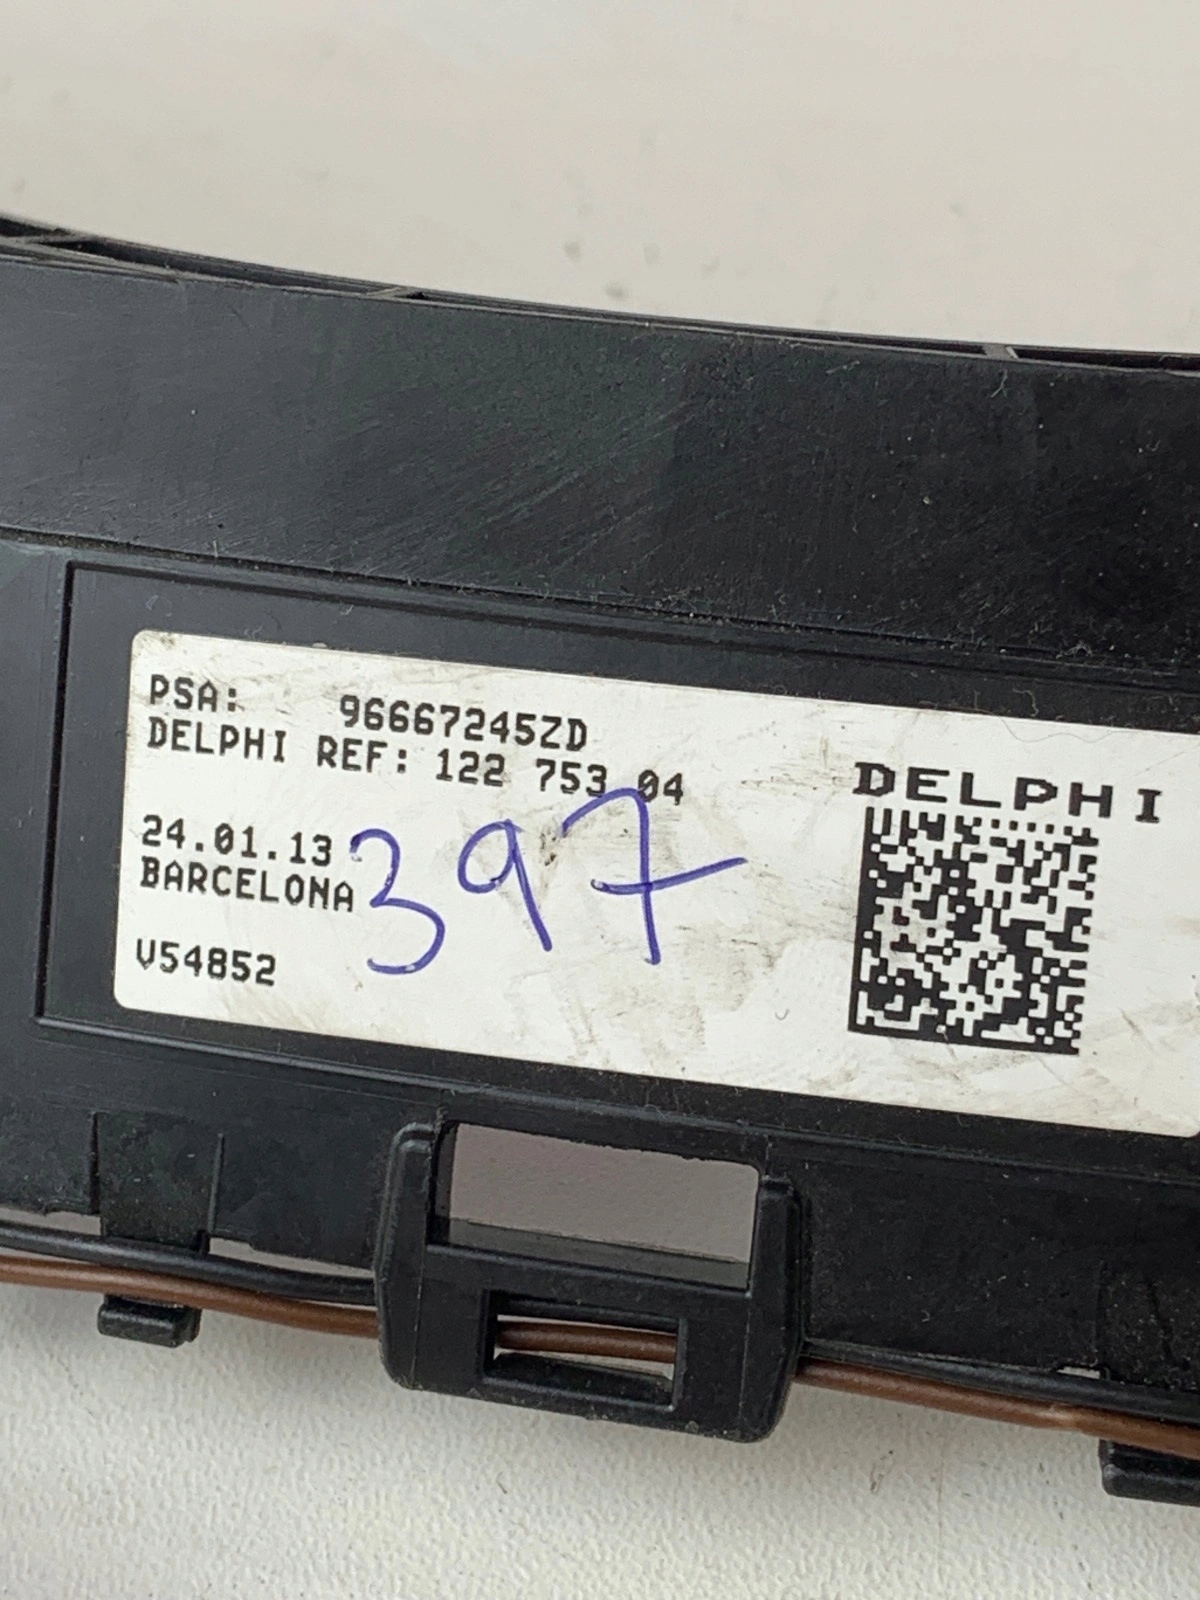 PSA: 96667245ZD
DELPHI REF: 122 753 04
24.01.13
BARCELONA
V54852
397
DELPHI